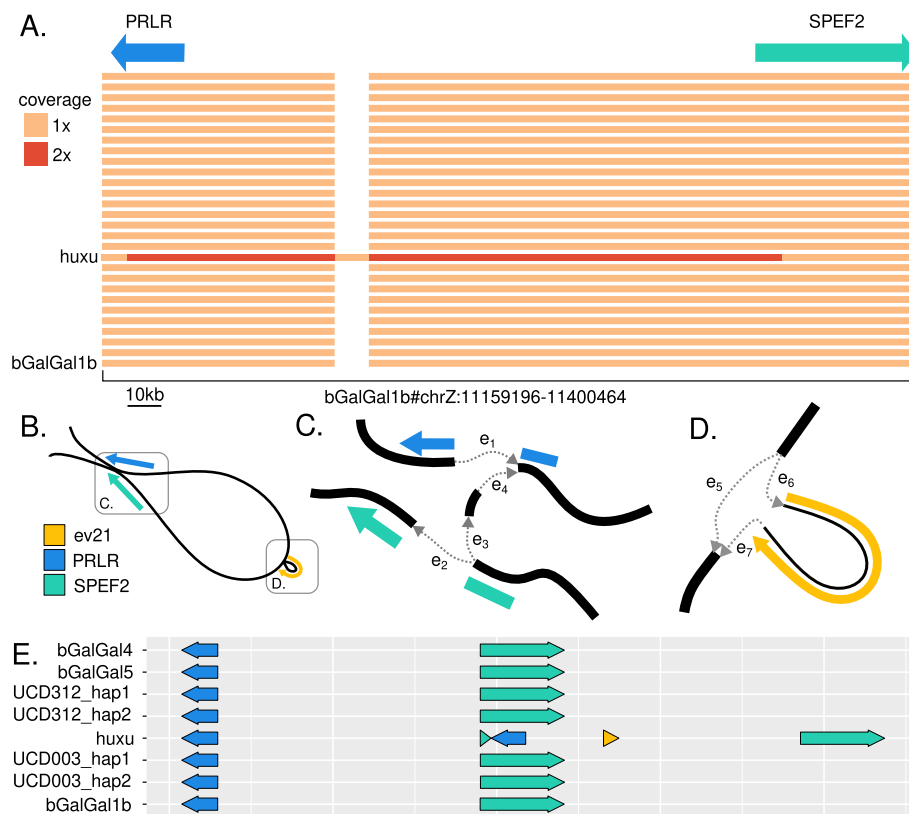 A.
PRLR
SPEF2
coverage
1x
2x
huxu
bGalGal1b
10kb
bGalGal1b#chrZ:11159196-11400464
B.
C.
D.
ev21
PRLR
SPEF2
C.
e1
e4
e3
e2
D.
e5
e6
e7
E.
bGalGal4
bGalGal5
UCD312_hap1
UCD312_hap2
huxu
UCD003_hap1
UCD003_hap2
bGalGal1b